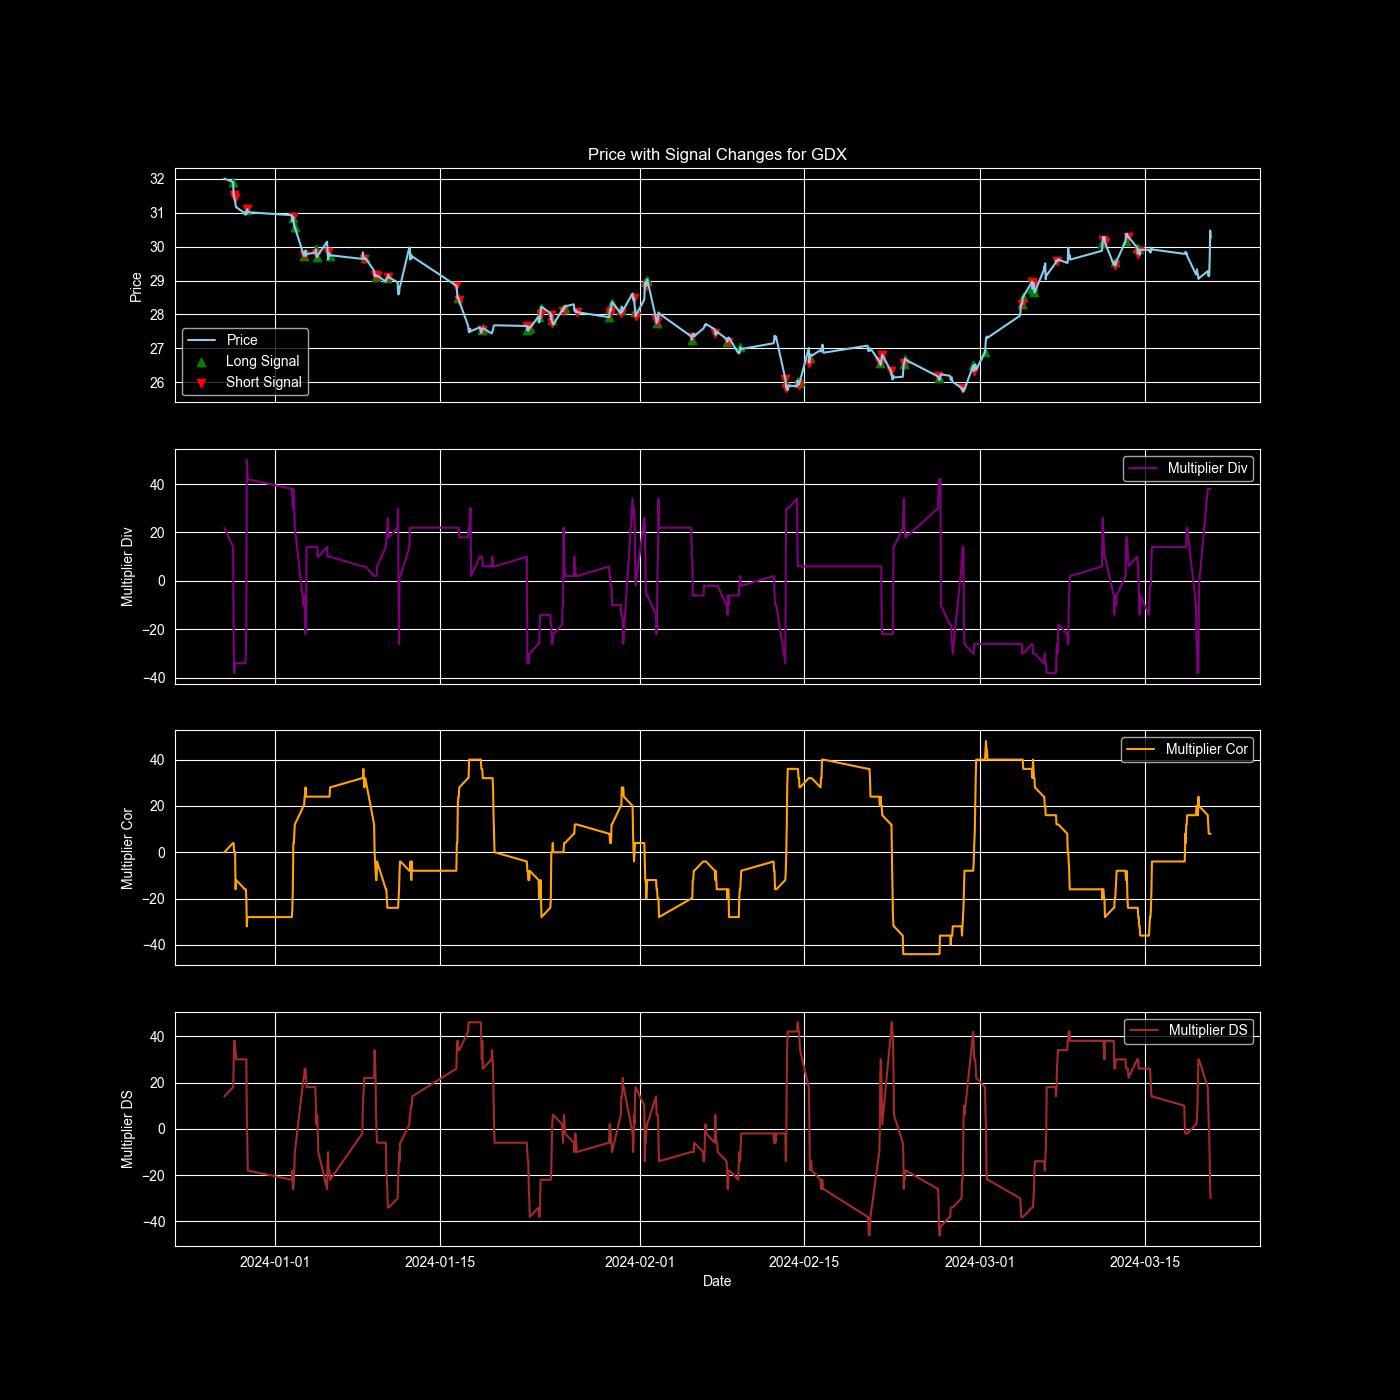 Price with Signal Changes for GDX
32
31
30
29
28
27
26
Price
Price
Long Signal
Short Signal
40
20
0
−20
−40
Multiplier Div
Multiplier Div
40
20
0
−20
−40
Multiplier Cor
Multiplier Cor
40
20
0
−20
−40
Multiplier DS
Multiplier DS
2024-01-01 2024-01-15 2024-02-01 2024-02-15 2024-03-01 2024-03-15
Date